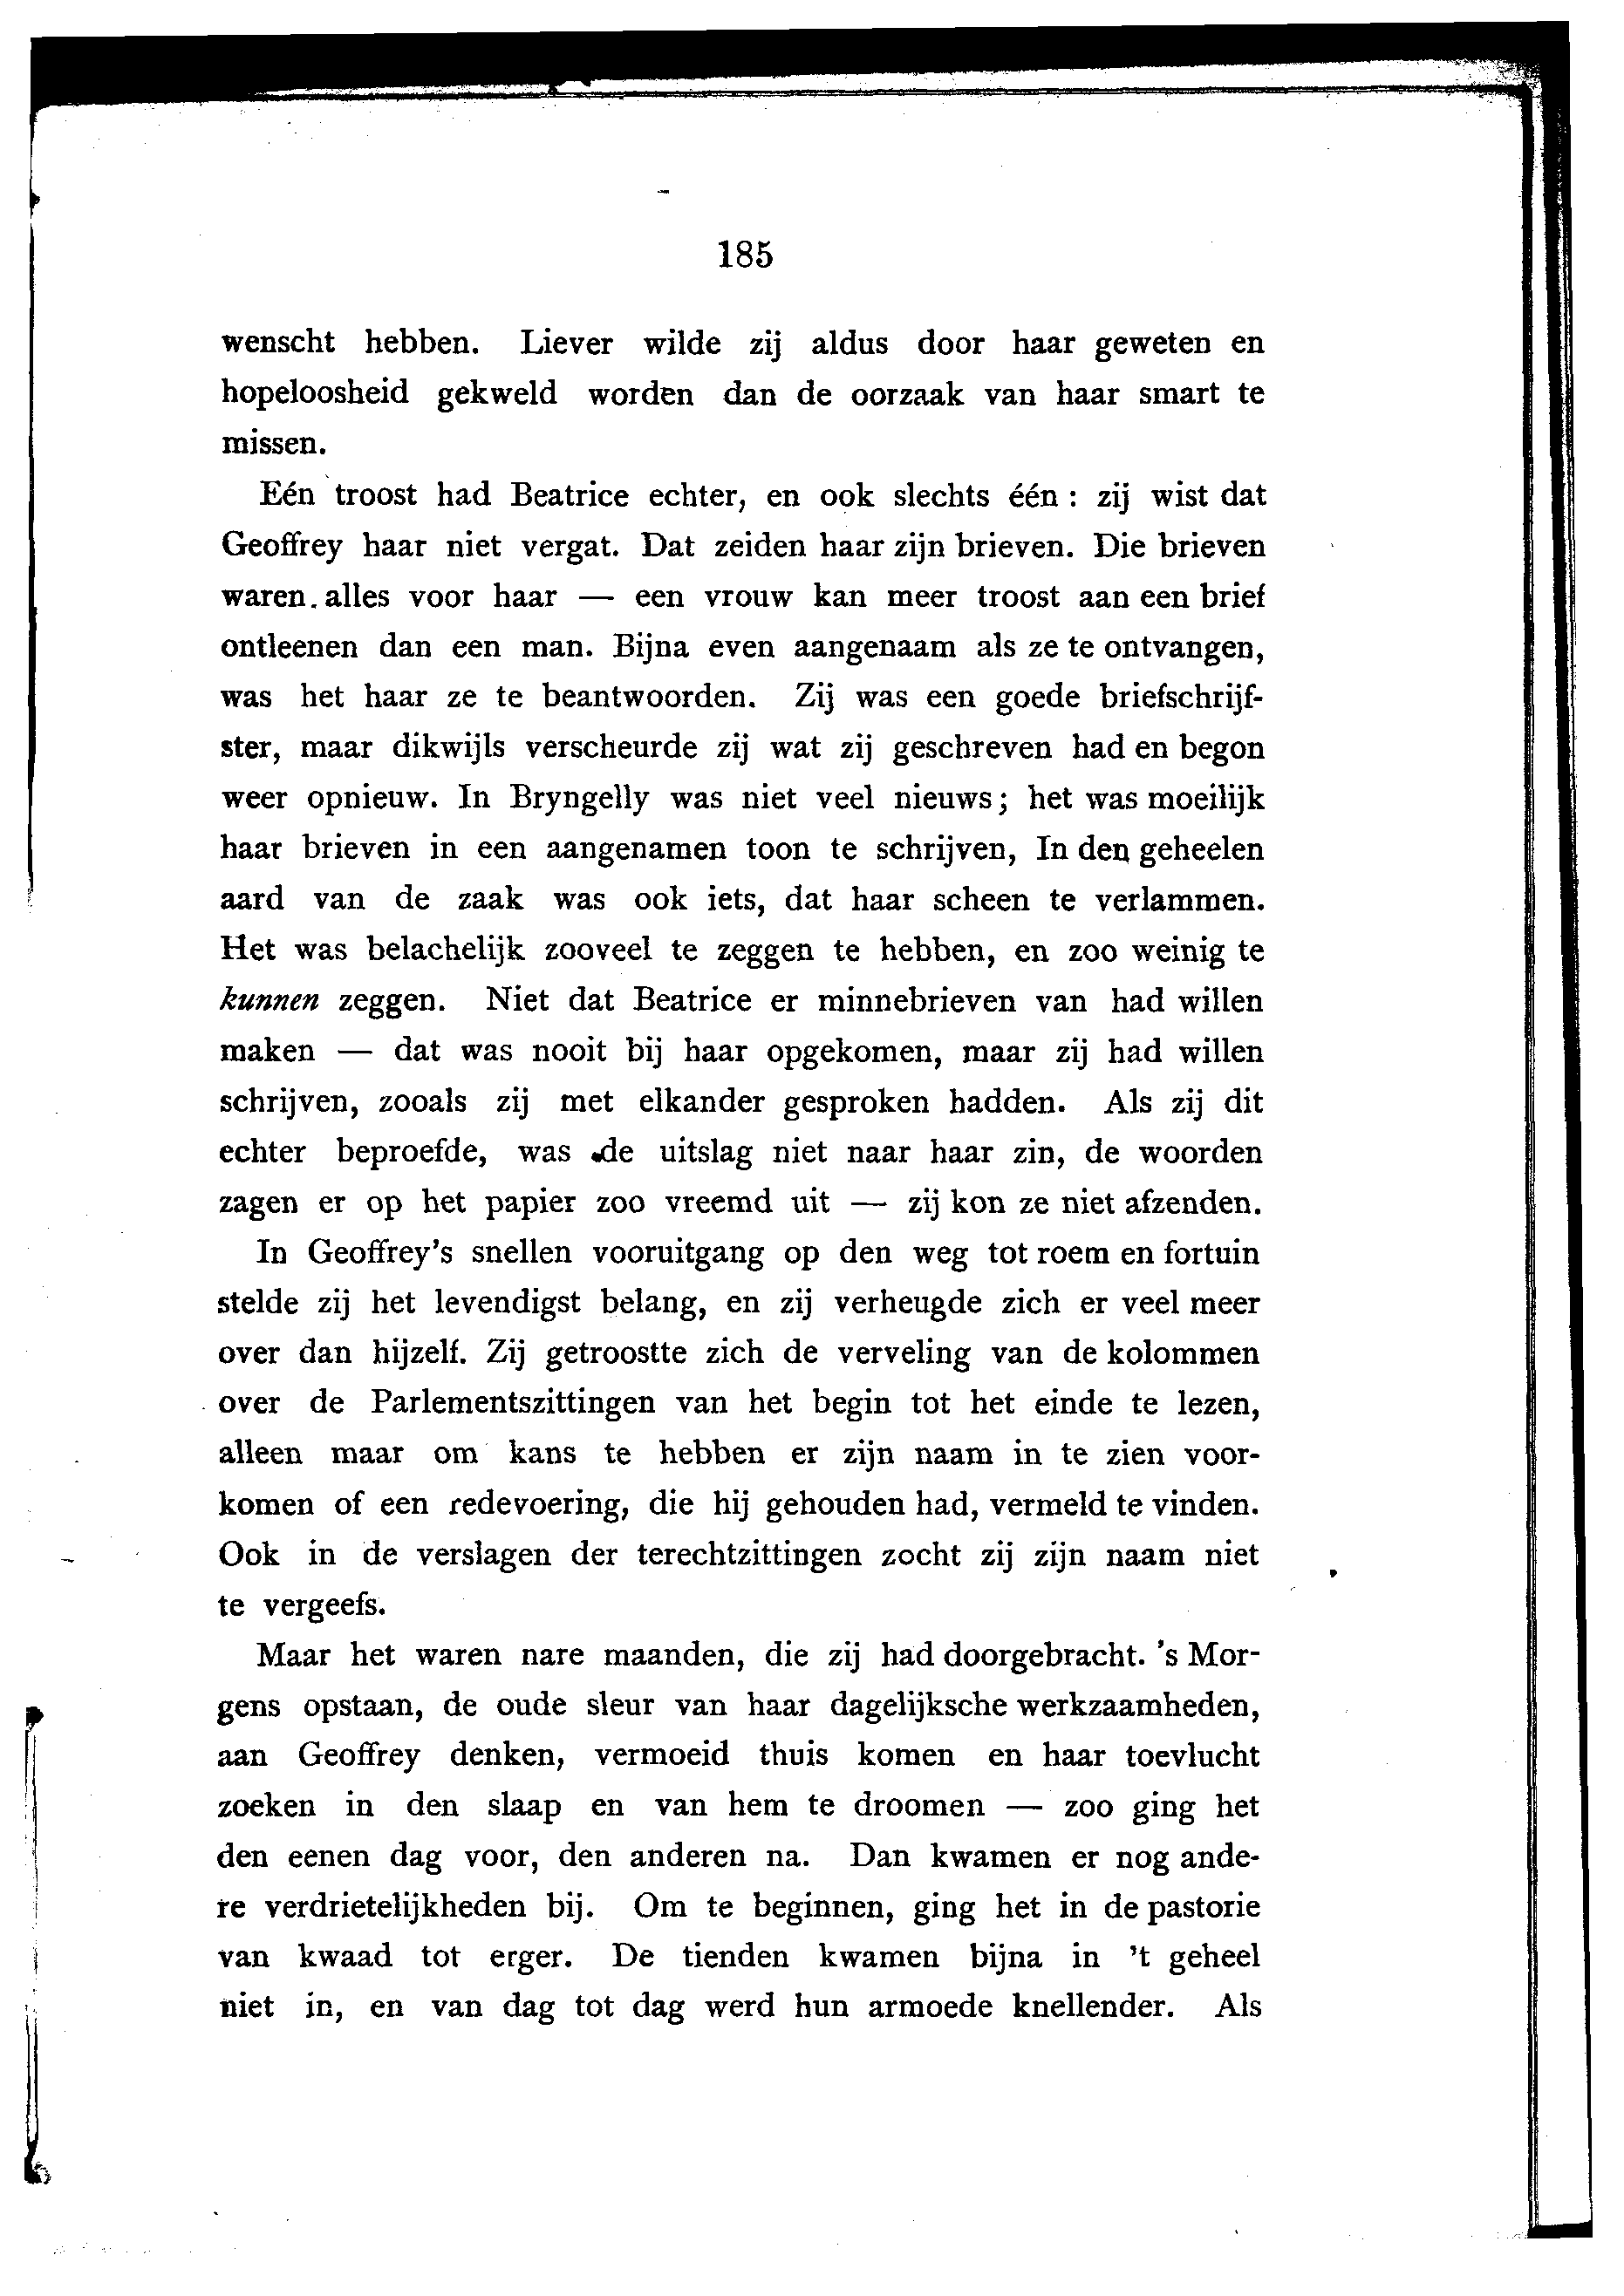 185
wenscht hebben. Liever wilde zij aldus door haar geweten en
hopeloosheid gekweld worden dan de oorzaak van haar smart te
missen.
Eén troost had Beatrice echter, en ook slechts één : zij wist dat
Geoffrey haar niet vergat. Dat zeiden haar zijn brieven. Die brieven
waren alles voor haar — een vrouw kan meer troost aan een brief
ontleenen dan een man. Bijna even aangenaam als ze te ontvangen,
was het haar ze te beantwoorden. Zij was een goede briefschrijf-
ster, maar dikwijls verscheurde zij wat zij geschreven had en begon
weer opnieuw. In Bryngelly was niet veel nieuws; het was moeilijk
haar brieven in een aangenamen toon te schrijven, In den geheelen
aard van de zaak was ook iets, dat haar scheen te verlammen.
Het was belachelijk zooveel te zeggen te hebben, en zoo weinig te
kunnen zeggen. Niet dat Beatrice er minnebrieven van had willen
maken — dat was nooit bij haar opgekomen, maar zij had willen
schrijven, zooals zij met elkander gesproken hadden. Als zij dit
echter beproefde, was de uitslag niet naar haar zin, de woorden
zagen er op het papier zoo vreemd uit — zij kon ze niet afzenden.
In Geoffrey's snellen vooruitgang op den weg tot roem en fortuin
stelde zij het levendigst belang, en zij verheugde zich er veel meer
over dan hijzelf. Zij getroostte zich de verveling van de kolommen
over de Parlementszittingen van het begin tot het einde te lezen,
alleen maar om kans te hebben er zijn naam in te zien voor-
komen of een redevoering, die hij gehouden had, vermeld te vinden.
Ook in de verslagen der terechtzittingen zocht zij zijn naam niet
te vergeefs.
Maar het waren nare maanden, die zij had doorgebracht. 's Mor-
gens opstaan, de oude sleur van haar dagelijksche werkzaamheden,
aan Geoffrey denken, vermoeid thuis komen en haar toevlucht
zoeken in den slaap en van hem te droomen — zoo ging het
den eenen dag voor, den anderen na. Dan kwamen er nog ande-
re verdrietelijkheden bij. Om te beginnen, ging het in de pastorie
van kwaad tot erger. De tienden kwamen bijna in 't geheel
niet in, en van dag tot dag werd hun armoede knellender. Als